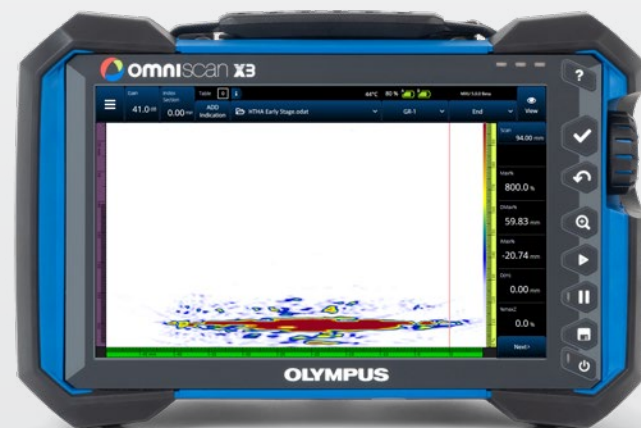 omniscan X3
?
Gain
41.0 dB
Index
Section
0.00 mm
Table
ADD
Indication
HTHA Early Stage.odat
44°C
80 %
GR-1
End
View
Scan
94.00 mm
800.0 %
59.83 mm
-20.74 mm
0.00 mm
0.0 %
Next>
OLYMPUS